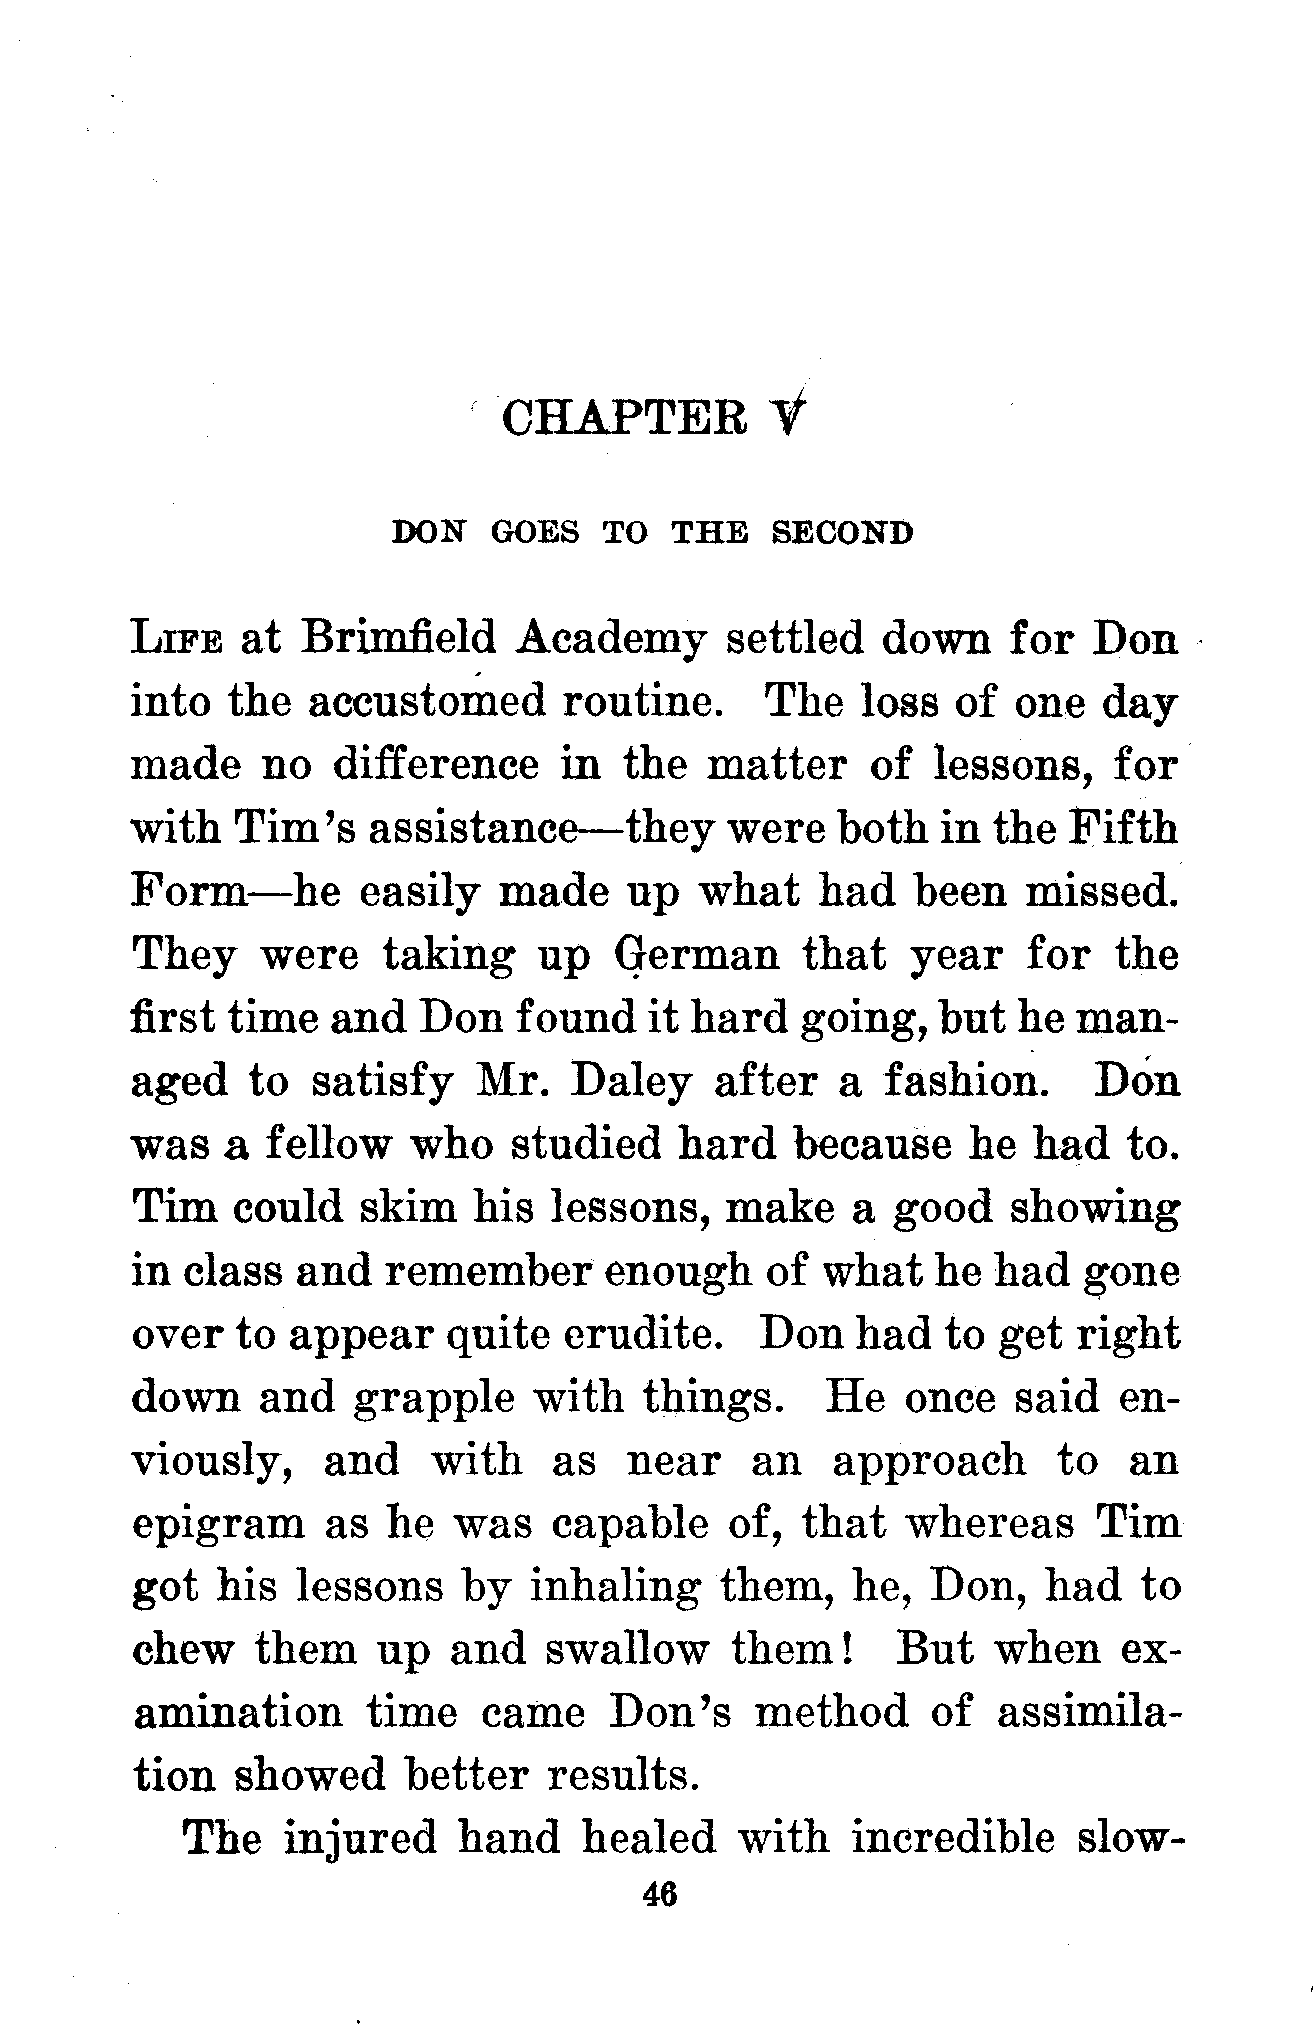 CHAPTER V
DON GOES TO THE SECOND
LIFE at Brimfield Academy settled down for Don
into the accustomed routine. The loss of one day
made no difference in the matter of lessons, for
with Tim's assistance—they were both in the Fifth
Form—he easily made up what had been missed.
They were taking up German that year for the
first time and Don found it hard going, but he man-
aged to satisfy Mr. Daley after a fashion. Don
was a fellow who studied hard because he had to.
Tim could skim his lessons, make a good showing
in class and remember enough of what he had gone
over to appear quite erudite. Don had to get right
down and grapple with things. He once said en-
viously, and with as near an approach to an
epigram as he was capable of, that whereas Tim
got his lessons by inhaling them, he, Don, had to
chew them up and swallow them! But when ex-
amination time came Don's method of assimila-
tion showed better results.
The injured hand healed with incredible slow-
46